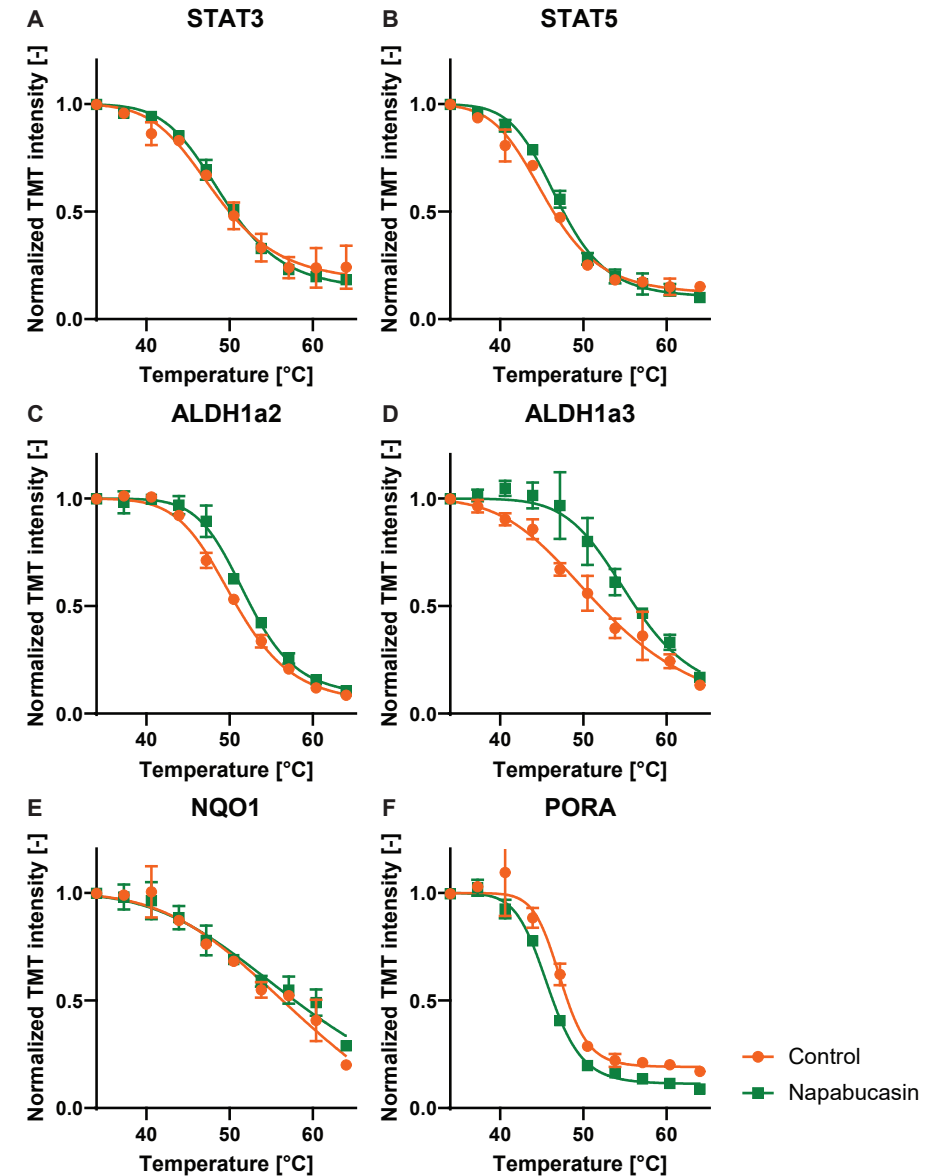 A STAT3
Normalized TMT intensity [-]
1.0
0.5
0.0
40 50 60
Temperature [°C]
B STAT5
Normalized TMT intensity [-]
1.0
0.5
0.0
40 50 60
Temperature [°C]
C ALDH1a2
Normalized TMT intensity [-]
1.0
0.5
0.0
40 50 60
Temperature [°C]
D ALDH1a3
Normalized TMT intensity [-]
1.0
0.5
0.0
40 50 60
Temperature [°C]
E NQO1
Normalized TMT intensity [-]
1.0
0.5
0.0
40 50 60
Temperature [°C]
F PORA
Normalized TMT intensity [-]
1.0
0.5
0.0
40 50 60
Temperature [°C]
Control
Napabucasin